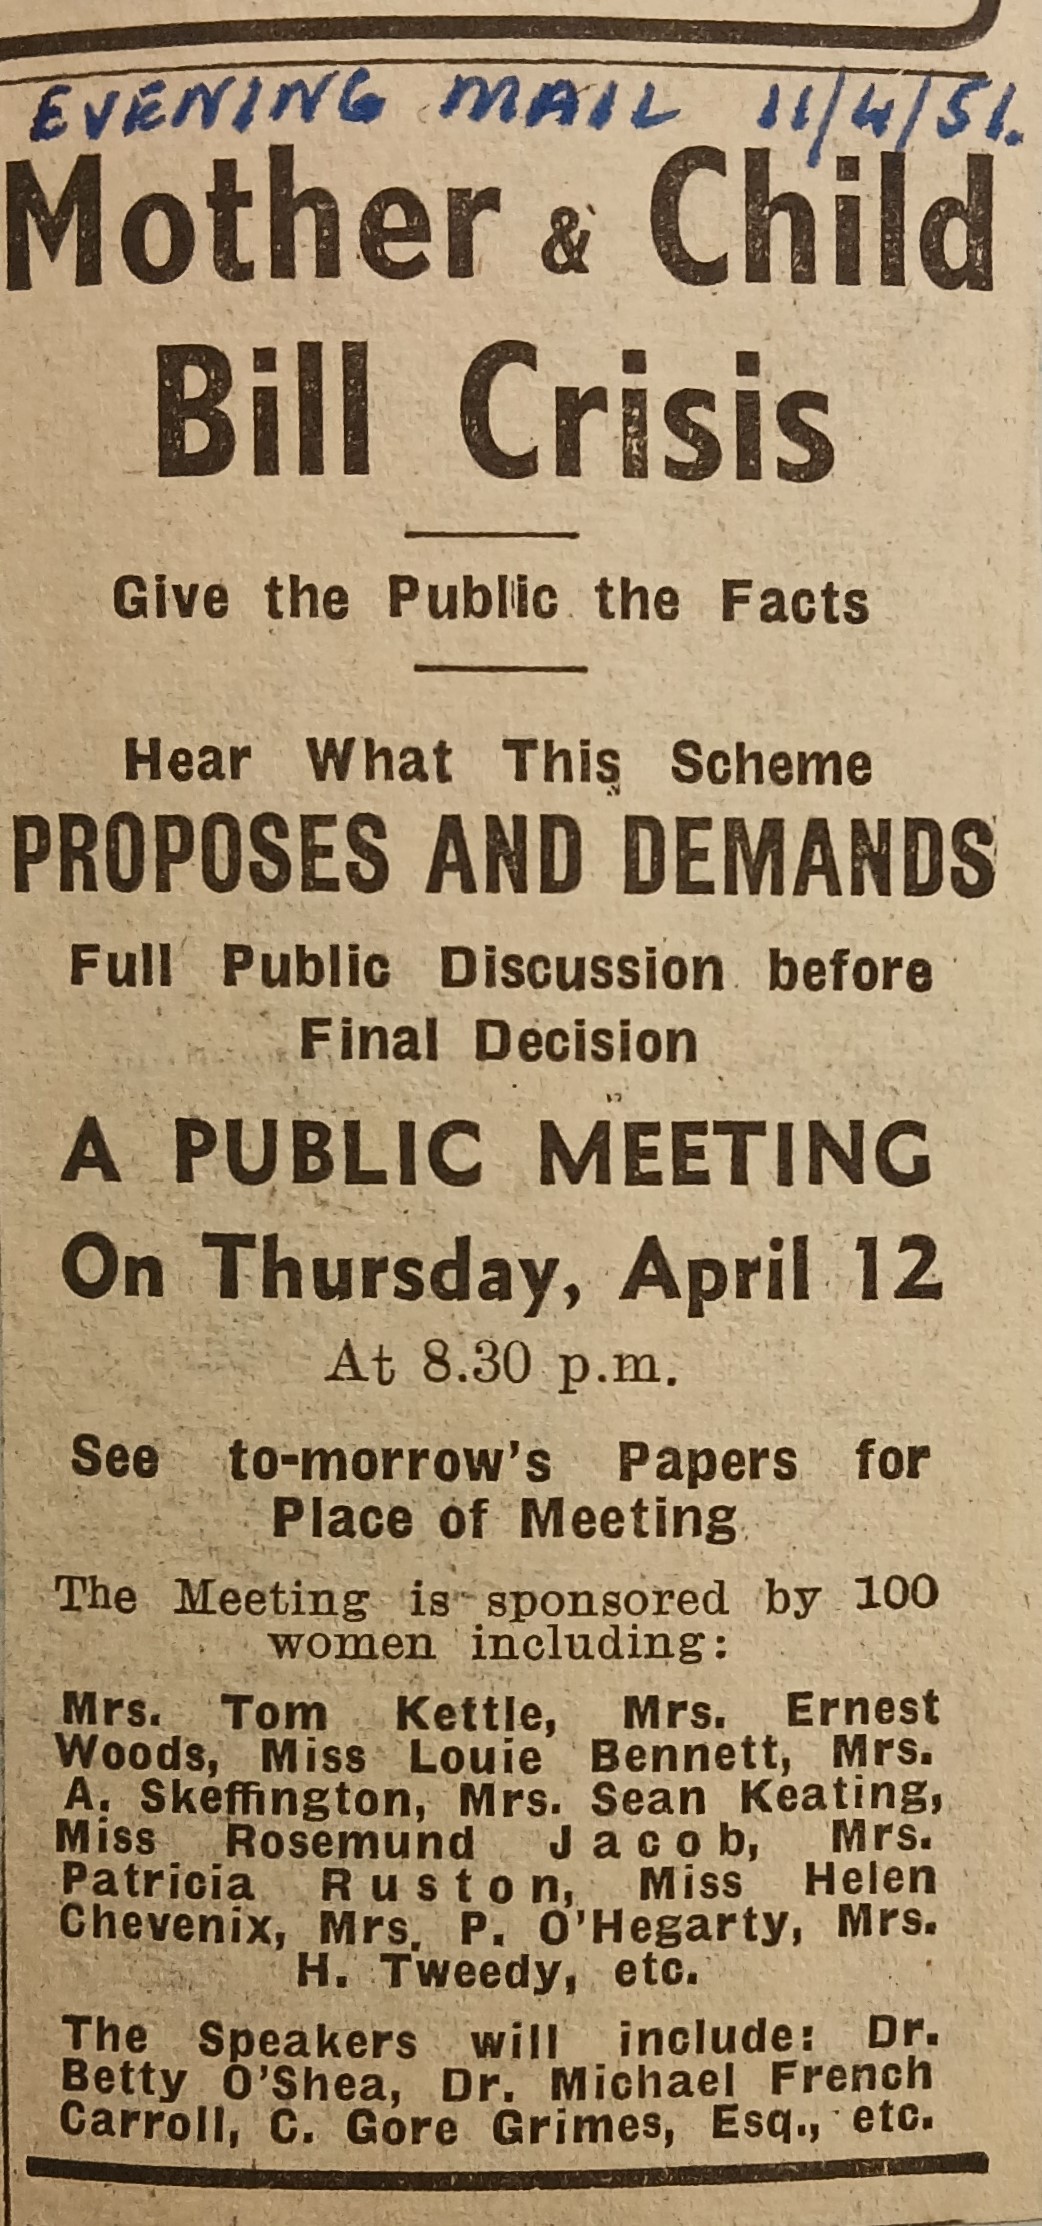 EVENING MAIL 11/4/51.
Mother & Child
Bill Crisis
Give the Public the Facts
Hear What This Scheme
PROPOSES AND DEMANDS
Full Public Discussion before
Final Decision
A PUBLIC MEETING
On Thursday, April 12
At 8.30 p.m.
See to-morrow's Papers for
Place of Meeting
The Meeting is sponsored by 100
women including:
Mrs. Tom Kettle, Mrs. Ernest
Woods, Miss Louie Bennett, Mrs.
A. Skeffington, Mrs. Sean Keating,
Miss Rosemund Jacob, Mrs.
Patricia Ruston, Miss Helen
Chevenix, Mrs. P. O'Hegarty, Mrs.
H. Tweedy, etc.
The Speakers will include: Dr.
Betty O'Shea, Dr. Michael French
Carroll, C. Gore Grimes, Esq., etc.